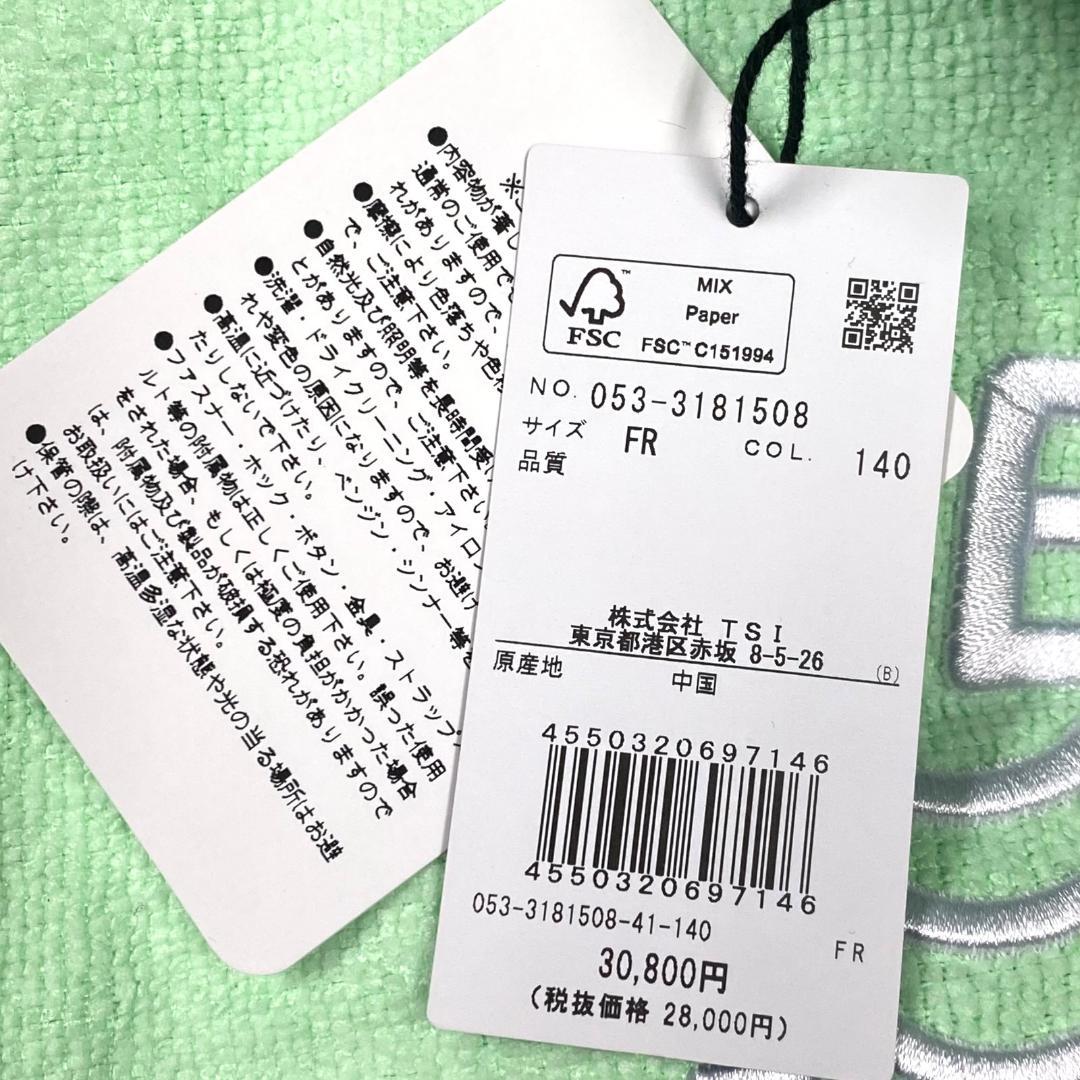 ※
●内容物が著し
通常のご使用でも
れがありますので、
●摩擦により色落ちや色移
で、ご注意下さい。
●自然光及び照明等を長時間受
とがありますので、ご注意下さい
●洗濯・ドライクリーニング・アイロン
れや変色の原因になりますので、お避け
●高温に近づけたり、ベンジン・シンナー等を
たりしないで下さい。
●ファスナー・ホック・ボタン・金具・ストラップ・
ルト等の附属物は正しくご使用下さい。誤った使用
をされた場合、もしくは極度の負担がかかった場合
は、附属物及び製品が破損する恐れがありますので
お取扱いにはご注意下さい。
●保管の際は、高温多湿な状態や光の当る場所はお避
け下さい。
FSC™
MIX
Paper
FSC™ C151994
NO. 053-3181508
サイズ FR COL. 140
品質
株式会社 TSI
東京都港区赤坂 8-5-26
(B)
原産地 中国
4550320697146
4550320697146
053-3181508-41-140
FR
30,800円
(税抜価格 28,000円)